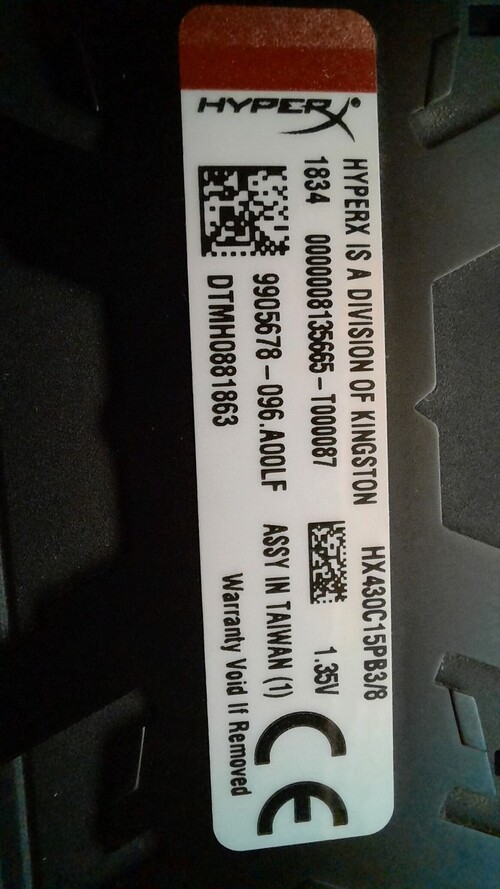 HYPERX
HYPERX IS A DIVISION OF KINGSTON HX430C15PB3/8
1834 0000008135665-T000087 1.35V
9905678-096.A00LF ASSY IN TAIWAN (1)
DTMH0881863 Warranty Void If Removed
CE